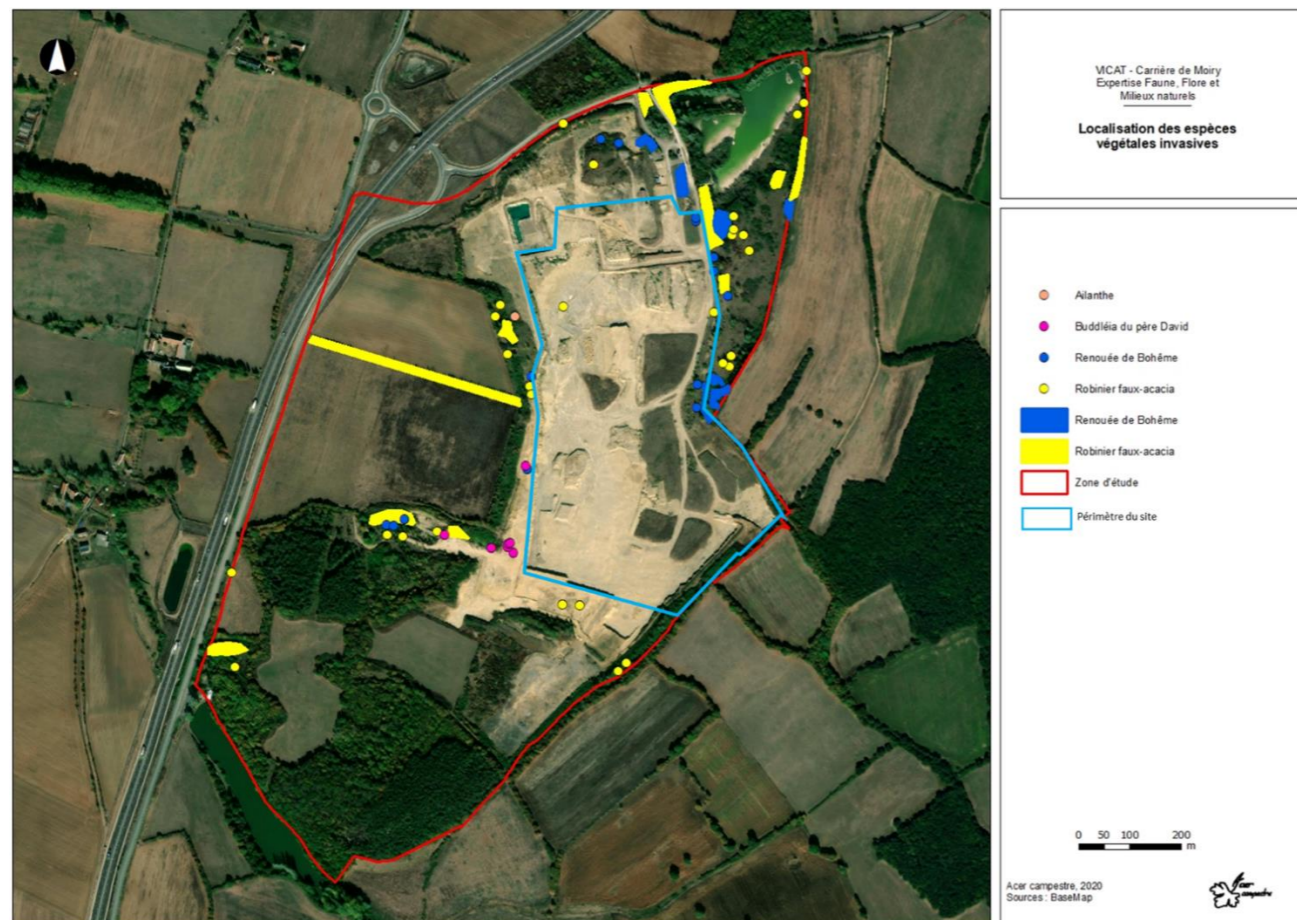 VICAT - Carrière de Moiry
Expertise Faune, Flore et
Milieux naturels
Localisation des espèces
végétales invasives
Ailanthe
Buddléia du père David
Renouée de Bohême
Robinier faux-acacia
Renouée de Bohême
Robinier faux-acacia
Zone d'étude
Périmètre du site
0 50 100 200
m
Acer campestre, 2020
Sources : BaseMap
acer
campestre